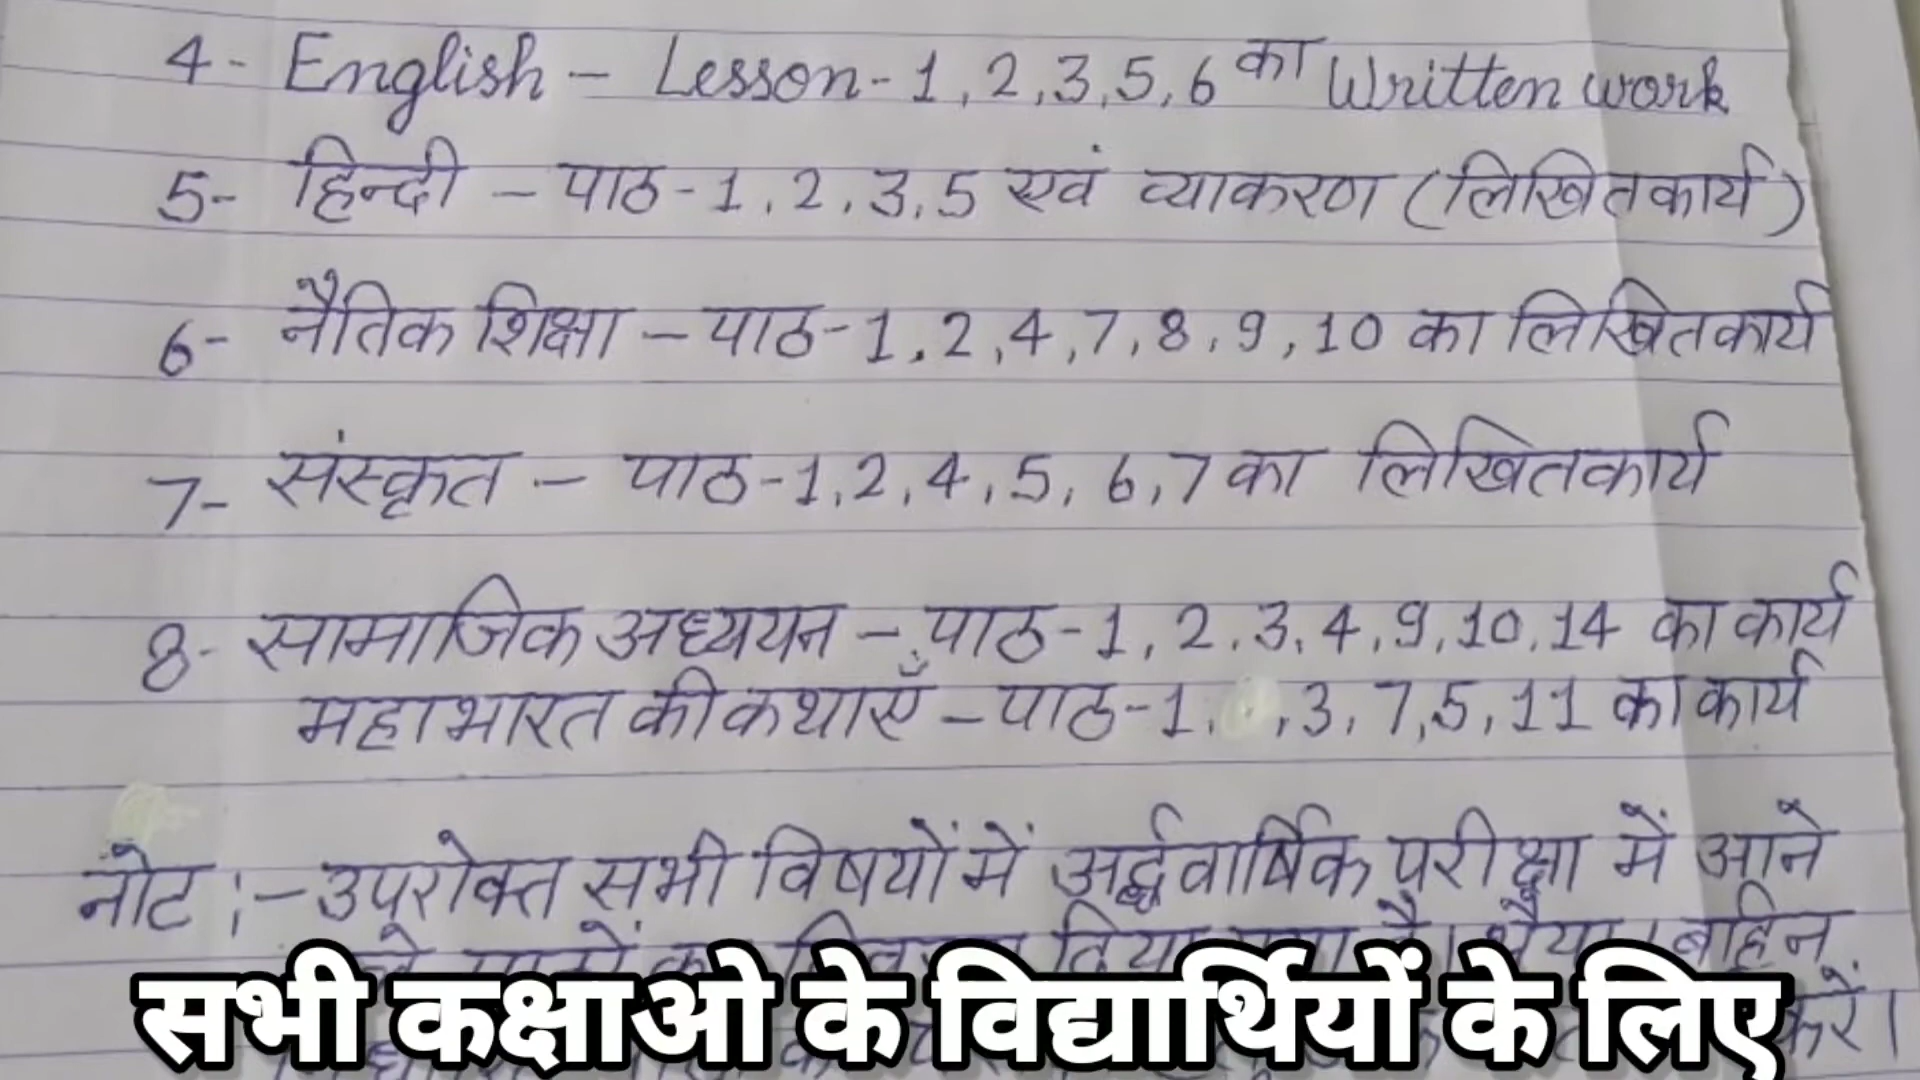 4- English - Lesson-1,2,3,5,6 का Written work
5- हिन्दी - पाठ-1,2,3,5 एवं व्याकरण (लिखितकार्य)
6- नैतिक शिक्षा - पाठ-1,2,4,7,8,9,10 का लिखितकार्य
7- संस्कृत - पाठ-1,2,4,5,6,7 का लिखितकार्य
8- सामाजिक अध्ययन - पाठ-1,2,3,4,9,10,14 का कार्य
महाभारत की कथाएँ - पाठ-1, ,3,7,5,11 का कार्य
नोट :- उपरोक्त सभी विषयों में अर्द्धवार्षिक परीक्षा में आने
दिया गया है। भैया / बहिन
सभी कक्षाओ के विद्यार्थियों के लिए
करें।